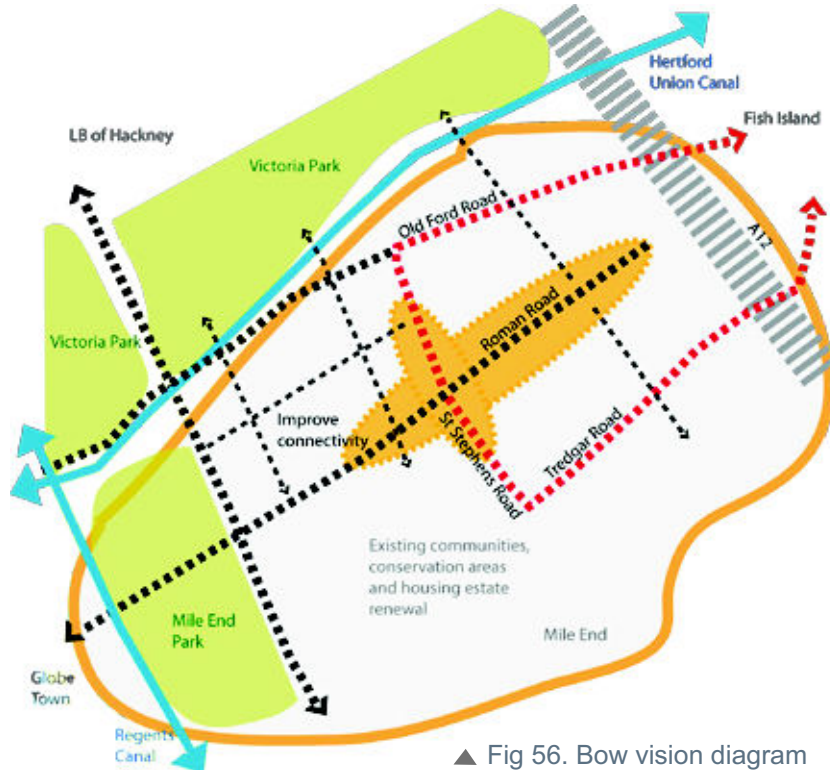 Hertford
Union Canal
LB of Hackney
Fish Island
Victoria Park
Old Ford Road
A12
Roman Road
Victoria Park
Improve
connectivity
St Stephens Road
Tredgar Road
Existing communities,
conservation areas
and housing estate
renewal
Mile End
Park
Mile End
Globe
Town
Regents
Canal
▲ Fig 56. Bow vision diagram